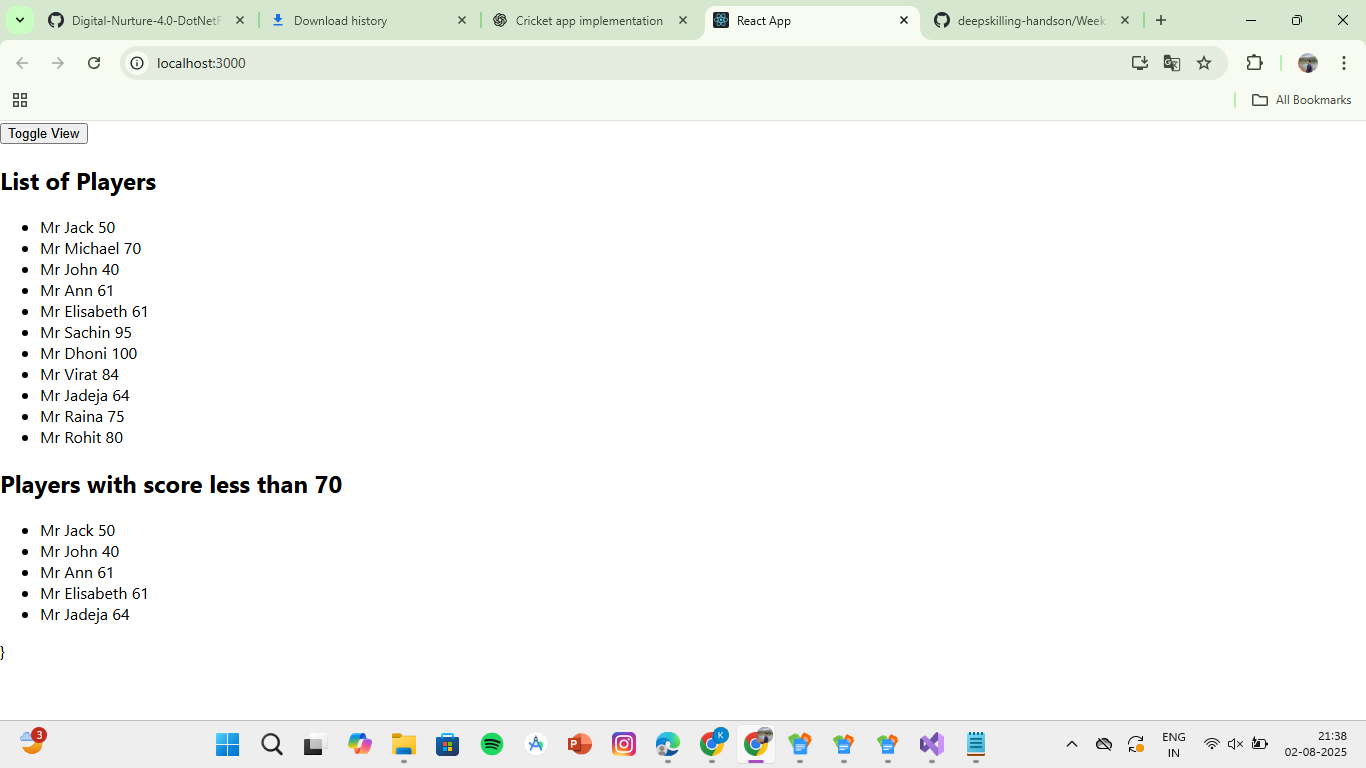 Digital-Nurture-4.0-DotNetF
Download history
Cricket app implementation
React App
deepskilling-handson/Week
localhost:3000
All Bookmarks
Toggle View
List of Players
Mr Jack 50
Mr Michael 70
Mr John 40
Mr Ann 61
Mr Elisabeth 61
Mr Sachin 95
Mr Dhoni 100
Mr Virat 84
Mr Jadeja 64
Mr Raina 75
Mr Rohit 80
Players with score less than 70
Mr Jack 50
Mr John 40
Mr Ann 61
Mr Elisabeth 61
Mr Jadeja 64
}
3
K
ENG
IN
21:38
02-08-2025